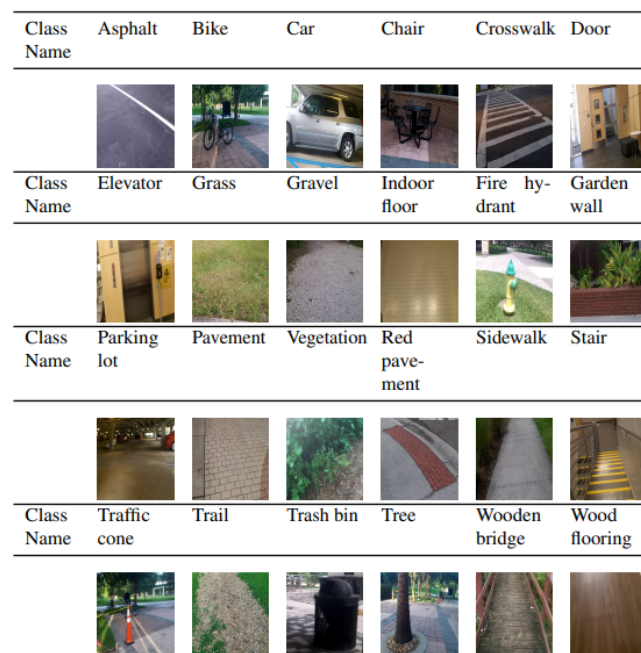 Class Name Asphalt Bike Car Chair Crosswalk Door
Class Name Elevator Grass Gravel Indoor floor Fire hy-drant Garden wall
Class Name Parking lot Pavement Vegetation Red pave-ment Sidewalk Stair
Class Name Traffic cone Trail Trash bin Tree Wooden bridge Wood flooring